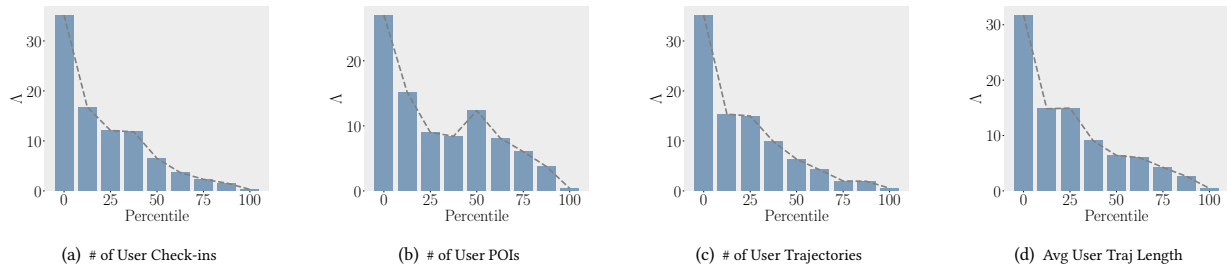 30
20
10
0
Λ
0 25 50 75 100
Percentile
(a) # of User Check-ins
20
10
0
Λ
0 25 50 75 100
Percentile
(b) # of User POIs
30
20
10
0
Λ
0 25 50 75 100
Percentile
(c) # of User Trajectories
30
20
10
0
Λ
0 25 50 75 100
Percentile
(d) Avg User Traj Length